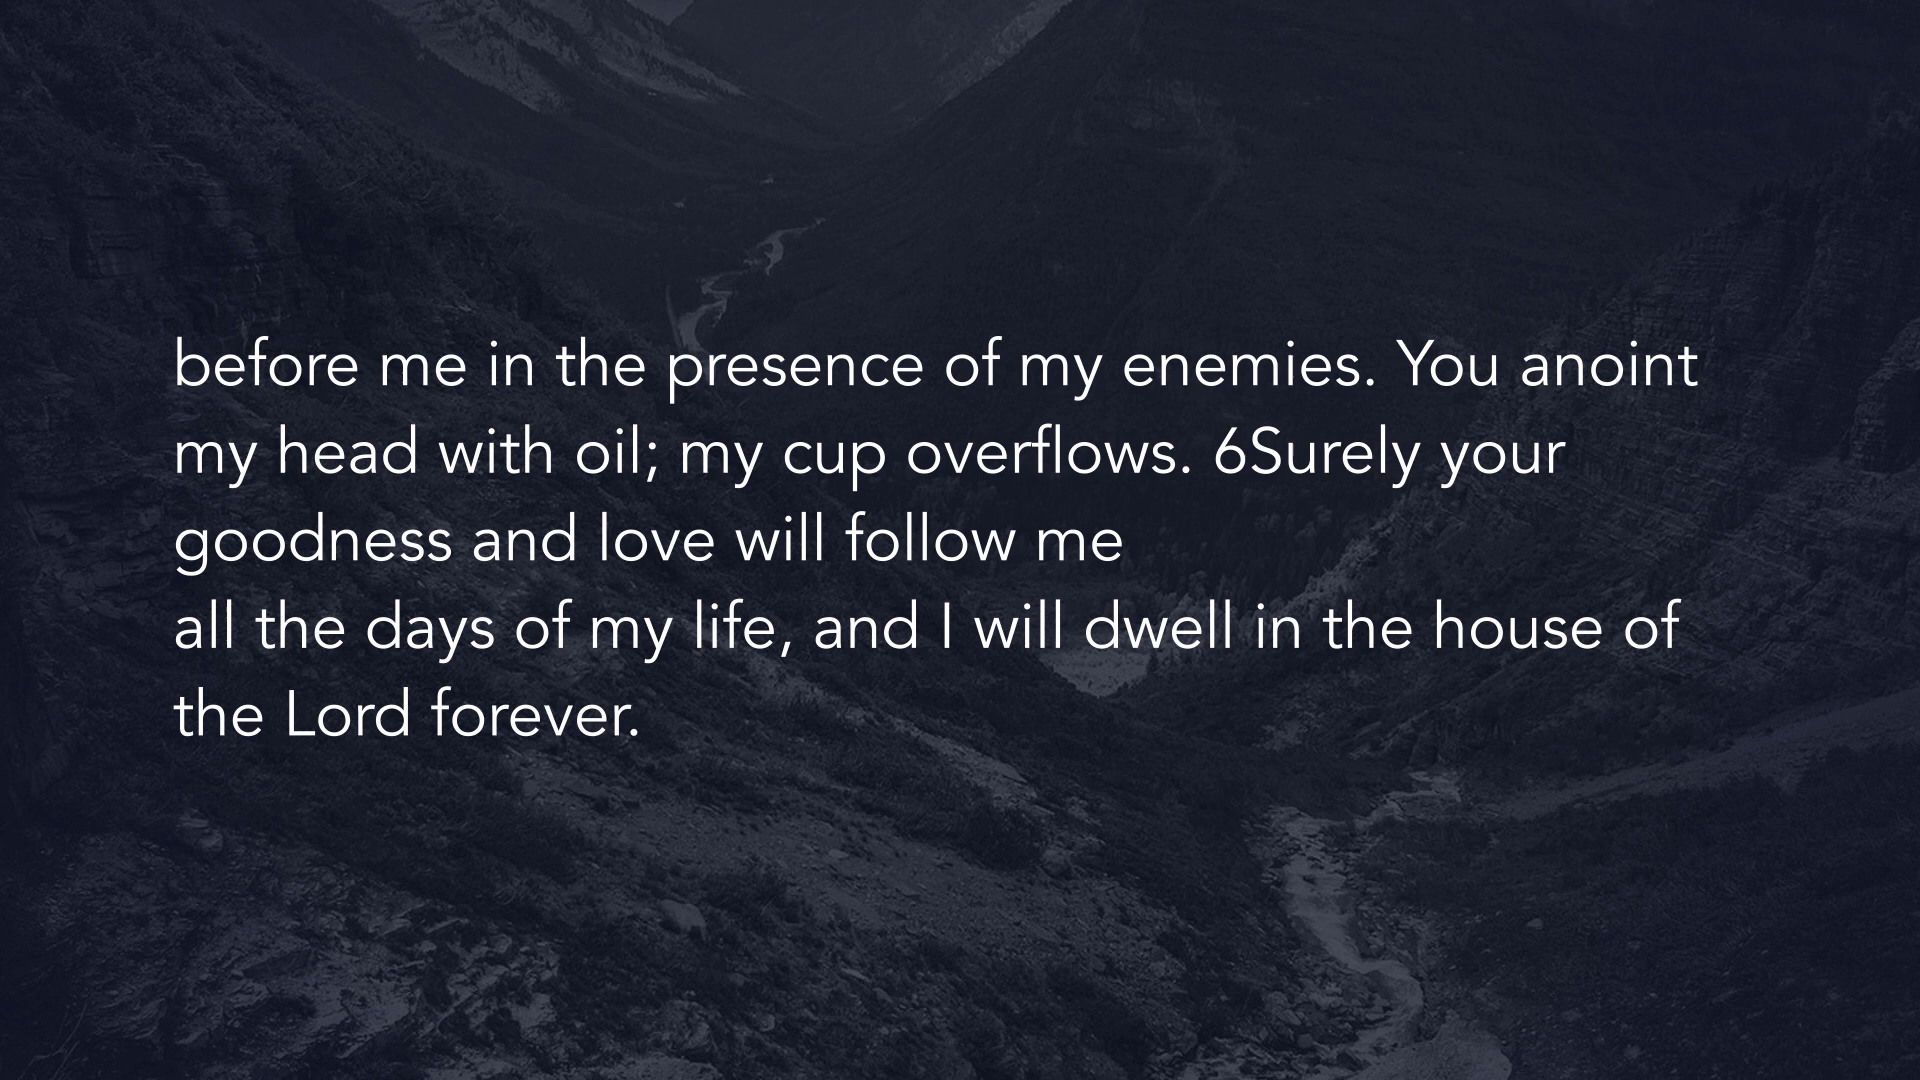 before me in the presence of my enemies. You anoint
my head with oil; my cup overflows. 6Surely your
goodness and love will follow me
all the days of my life, and I will dwell in the house of
the Lord forever.